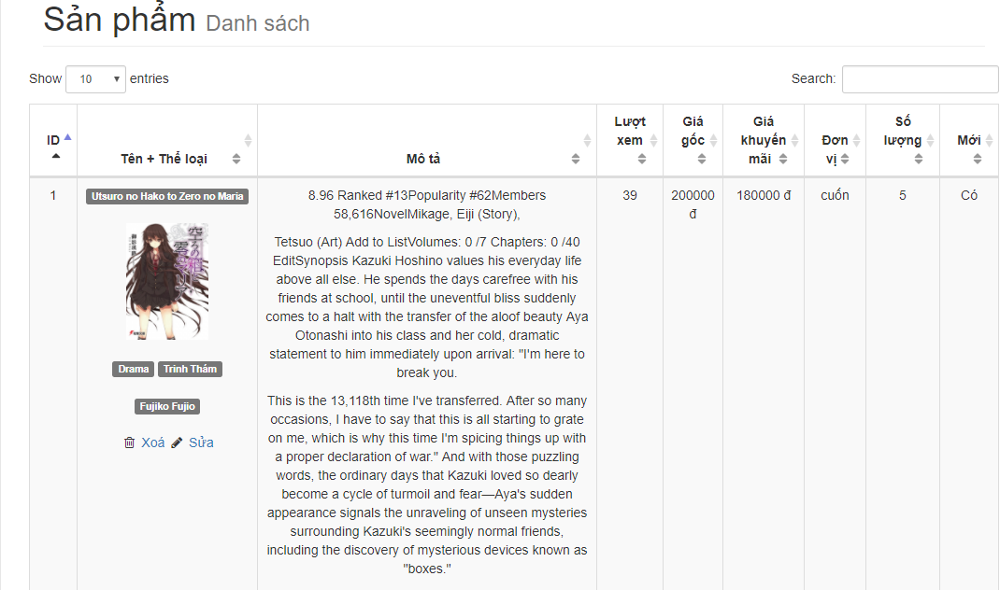 Sản phẩm Danh sách
Show 10 entries
Search:
ID
Tên + Thể loại
Mô tả
Lượt
xem
Giá
gốc
Giá
khuyến
mãi
Đơn
vị
Số
lượng
Mới
1
Utsuro no Hako to Zero no Maria
Drama Trinh Thám
Fujiko Fujio
Xoá Sửa
8.96 Ranked #13Popularity #62Members
58,616NovelMikage, Eiji (Story),
Tetsuo (Art) Add to ListVolumes: 0 /7 Chapters: 0 /40
EditSynopsis Kazuki Hoshino values his everyday life
above all else. He spends the days carefree with his
friends at school, until the uneventful bliss suddenly
comes to a halt with the transfer of the aloof beauty Aya
Otonashi into his class and her cold, dramatic
statement to him immediately upon arrival: "I'm here to
break you.
This is the 13,118th time I've transferred. After so many
occasions, I have to say that this is all starting to grate
on me, which is why this time I'm spicing things up with
a proper declaration of war." And with those puzzling
words, the ordinary days that Kazuki loved so dearly
become a cycle of turmoil and fear—Aya's sudden
appearance signals the unraveling of unseen mysteries
surrounding Kazuki's seemingly normal friends,
including the discovery of mysterious devices known as
"boxes."
39
200000
đ
180000 đ
cuốn
5
Có